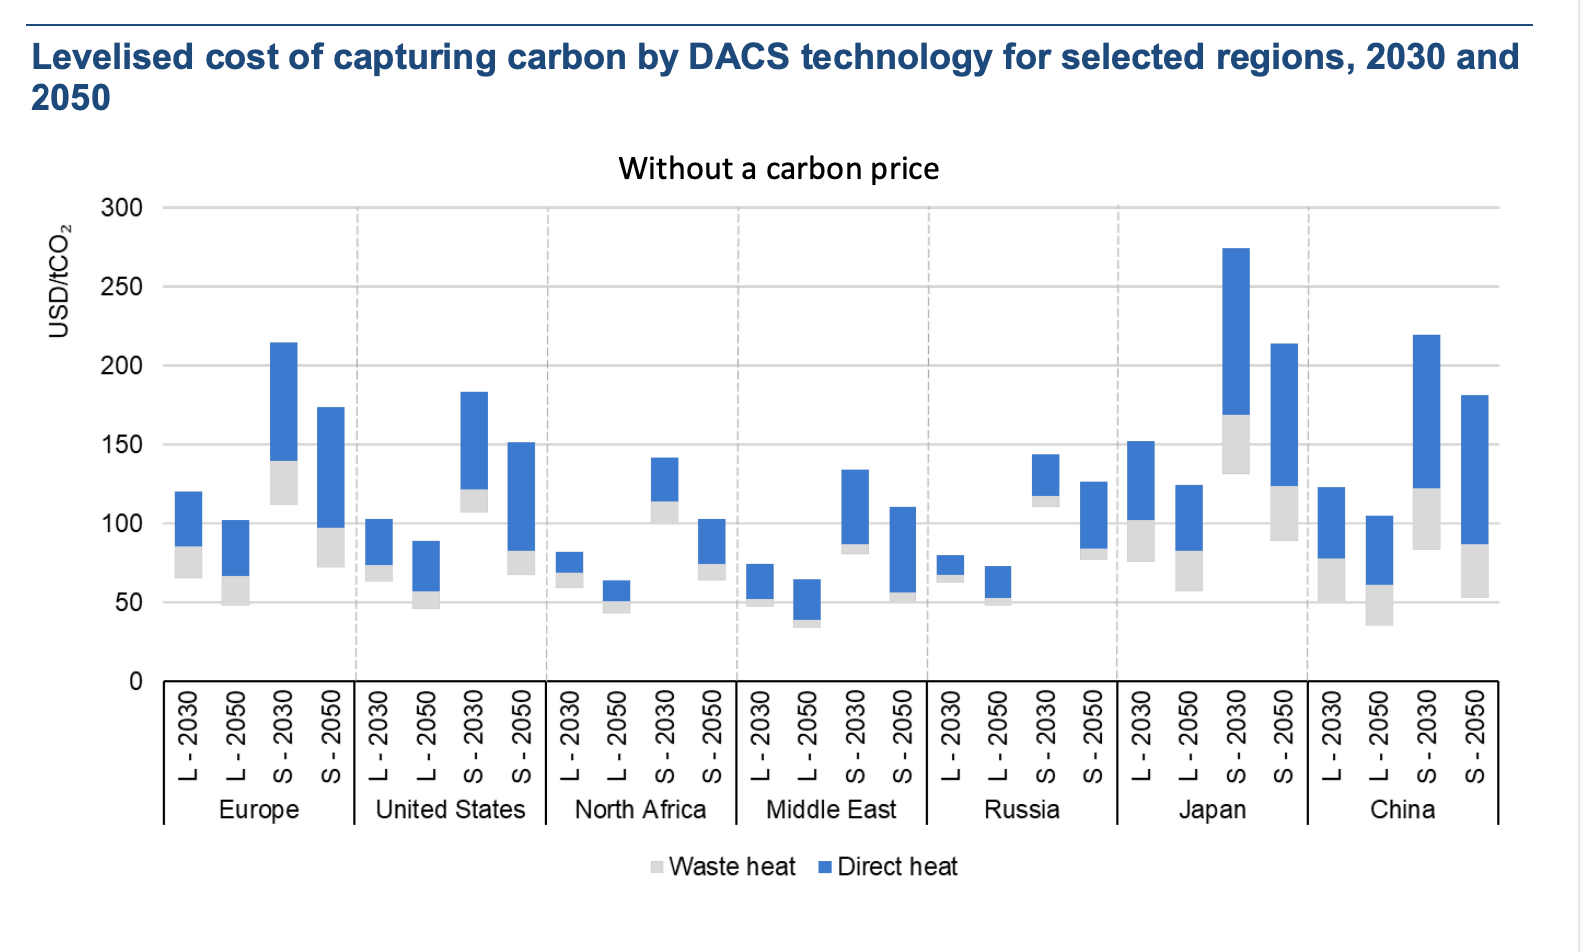 Levelised cost of capturing carbon by DACS technology for selected regions, 2030 and
2050
Without a carbon price
USD/tCO₂
300
250
200
150
100
50
0
L - 2030
L - 2050
S - 2030
S - 2050
L - 2030
L - 2050
S - 2030
S - 2050
L - 2030
L - 2050
S - 2030
S - 2050
L - 2030
L - 2050
S - 2030
S - 2050
L - 2030
L - 2050
S - 2030
S - 2050
L - 2030
L - 2050
S - 2030
S - 2050
L - 2030
L - 2050
S - 2030
S - 2050
Europe
United States
North Africa
Middle East
Russia
Japan
China
Waste heat
Direct heat